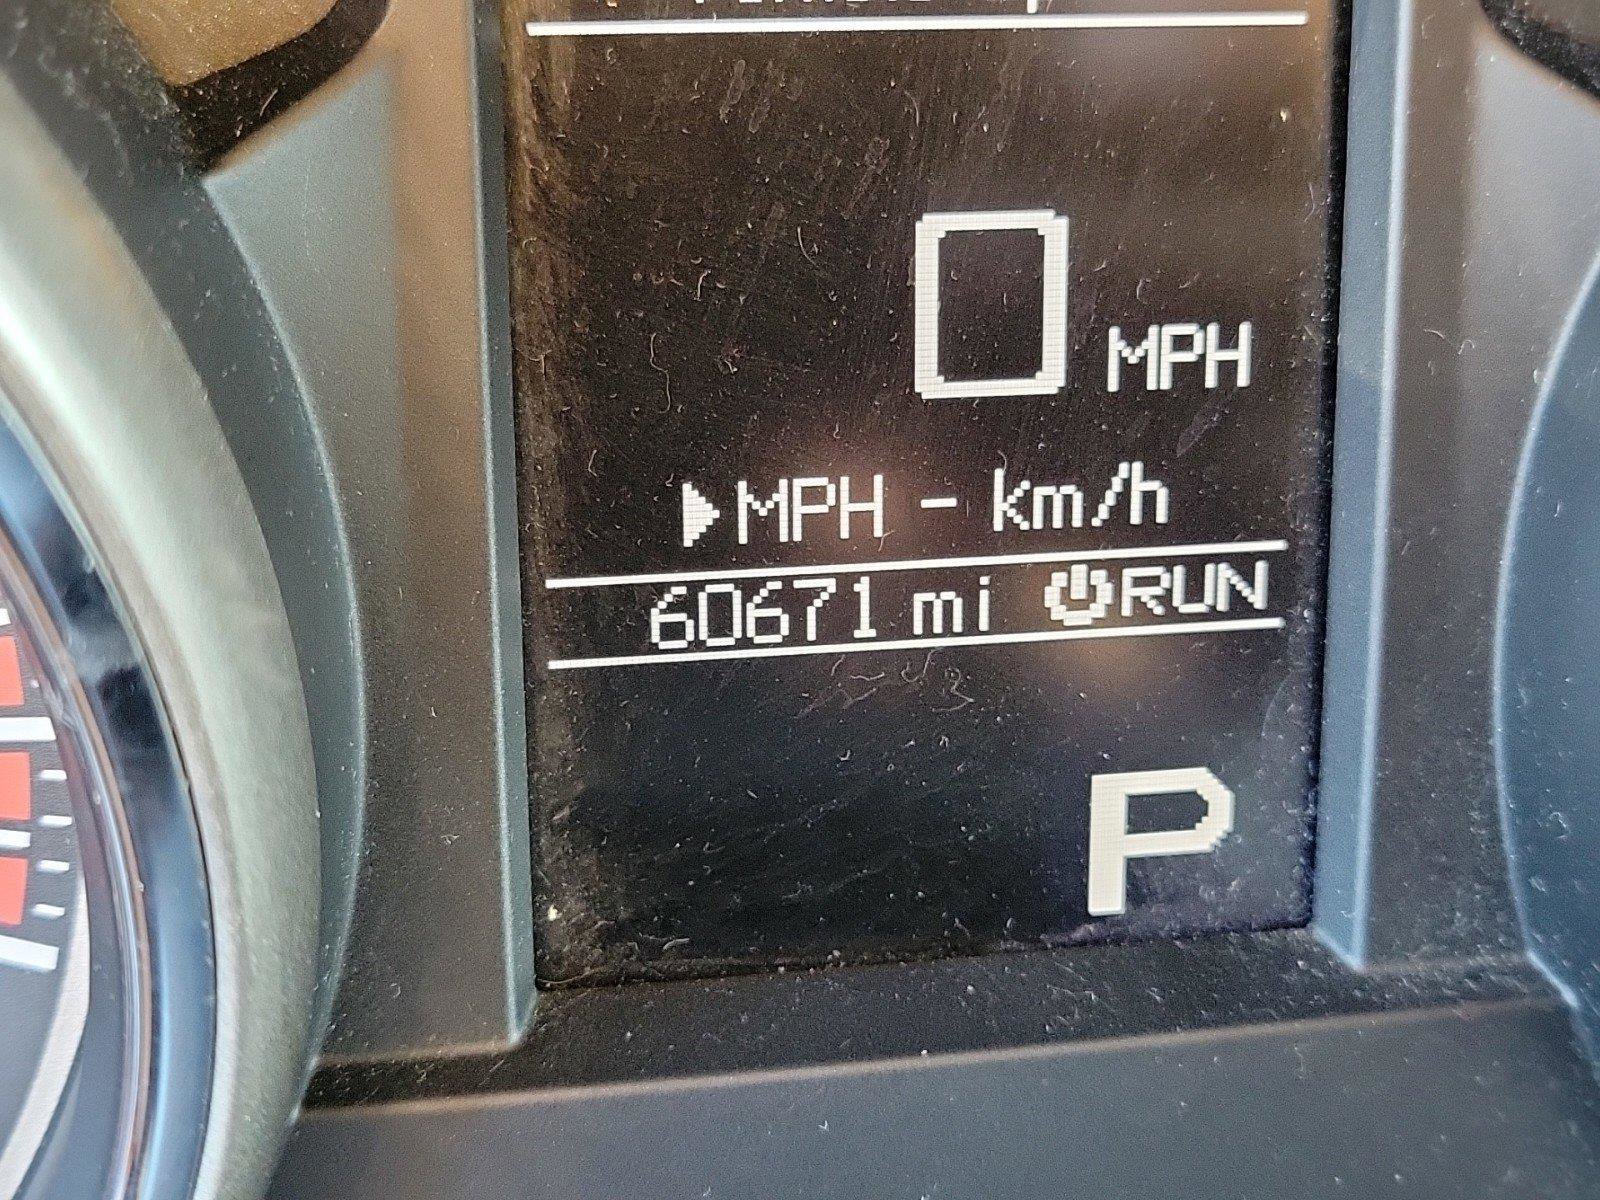 0 MPH
▶MPH - km/h
60671 mi RUN
P